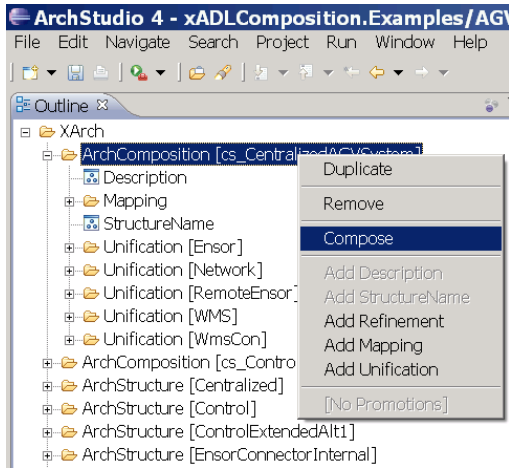 ArchStudio 4 - xADLComposition.Examples/AGV
File Edit Navigate Search Project Run Window Help
Outline
XArch
ArchComposition [cs_CentralizedAGVSystem]
Description
Mapping
StructureName
Unification [Ensor]
Unification [Network]
Unification [RemoteEnsor]
Unification [WMS]
Unification [WmsCon]
ArchComposition [cs_Contro
ArchStructure [Centralized]
ArchStructure [Control]
ArchStructure [ControlExtendedAlt1]
ArchStructure [EnsorConnectorInternal]
Duplicate
Remove
Compose
Add Description
Add StructureName
Add Refinement
Add Mapping
Add Unification
[No Promotions]